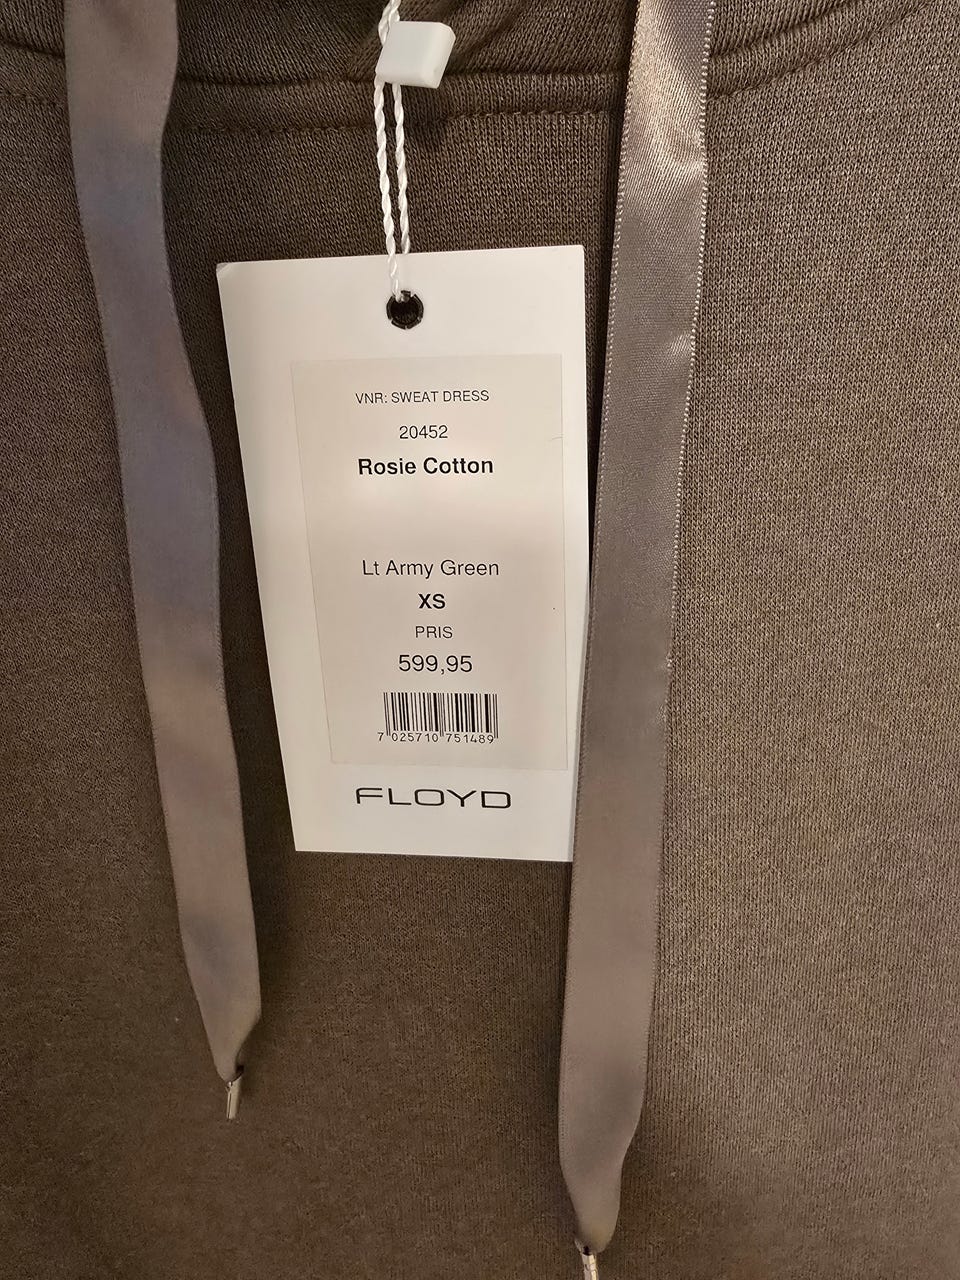 VNR: SWEAT DRESS
20452
Rosie Cotton
Lt Army Green
XS
PRIS
599,95
7 025710 751489
FLOYD